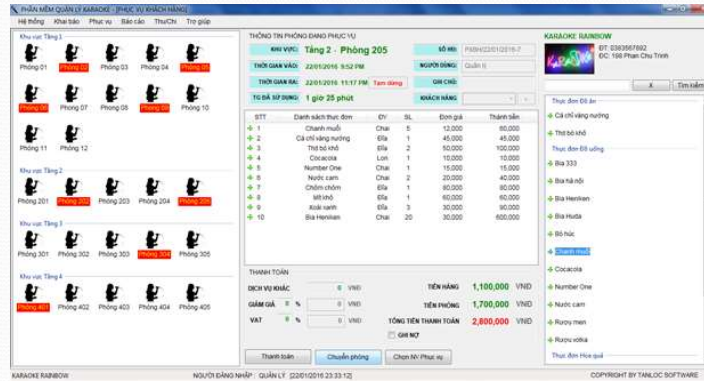 PHẦN MỀM QUẢN LÝ KARAOKE - [PHỤC VỤ KHÁCH HÀNG]
Hệ thống Khai báo Phục vụ Báo cáo Thu/Chi Trợ giúp
Khu vực Tầng 1
Phòng 01 Phòng 02 Phòng 03 Phòng 04 Phòng 05
Phòng 06 Phòng 07 Phòng 08 Phòng 09 Phòng 10
Phòng 11 Phòng 12
Khu vực Tầng 2
Phòng 201 Phòng 202 Phòng 203 Phòng 204 Phòng 205
Khu vực Tầng 3
Phòng 301 Phòng 302 Phòng 303 Phòng 304 Phòng 305
Khu vực Tầng 4
Phòng 401 Phòng 402 Phòng 403 Phòng 404 Phòng 405
THÔNG TIN PHÒNG ĐANG PHỤC VỤ
KHU VỰC: Tầng 2 - Phòng 205 SỐ HĐ:
THỜI GIAN VÀO: 22/01/2016 9:52 PM NGƯỜI DÙNG: Quản lý
THỜI GIAN RA: 22/01/2016 11:17 PM Tạm dừng GHI CHÚ:
TG ĐÃ SỬ DỤNG: 1 giờ 25 phút KHÁCH HÀNG
STT Danh sách thực đơn ĐV SL Đơn giá Thành tiền
1 Chanh muối Chai 5 12,000 60,000
2 Cá chỉ vàng nướng Đĩa 1 45,000 45,000
3 Thịt bò khô Đĩa 2 50,000 100,000
4 Cocacola Lon 1 10,000 10,000
5 Number One Chai 1 15,000 15,000
6 Nước cam Chai 2 20,000 40,000
7 Chôm chôm Đĩa 1 80,000 80,000
8 Mít khô Đĩa 1 60,000 60,000
9 Xoài xanh Đĩa 3 30,000 90,000
10 Bia Heniken Chai 20 30,000 600,000
THANH TOÁN
DỊCH VỤ KHÁC 0 VNĐ TIỀN HÀNG 1,100,000 VNĐ
GIẢM GIÁ 0 % 0 VNĐ TIỀN PHÒNG 1,700,000 VNĐ
VAT 0 % 0 VNĐ TỔNG TIỀN THANH TOÁN 2,800,000 VNĐ
GHI NỢ
Thanh toán Chuyển phòng Chọn NV Phục vụ
KARAOKE RAINBOW
ĐT: 0383567892
ĐC: 198 Phan Chu Trinh
X Tìm kiếm
Thực đơn Đồ ăn
Cá chỉ vàng nướng
Thịt bò khô
Thực đơn Đồ uống
Bia 333
Bia hà nội
Bia Heniken
Bia Huda
Bò húc
Chanh muối
Cocacola
Number One
Nước cam
Rượu men
Rượu vodka
Thực đơn Hoa quả
KARAOKE RAINBOW NGƯỜI ĐĂNG NHẬP : QUẢN LÝ [22/01/2016 23:33:12] COPYRIGHT BY TANLOC SOFTWARE